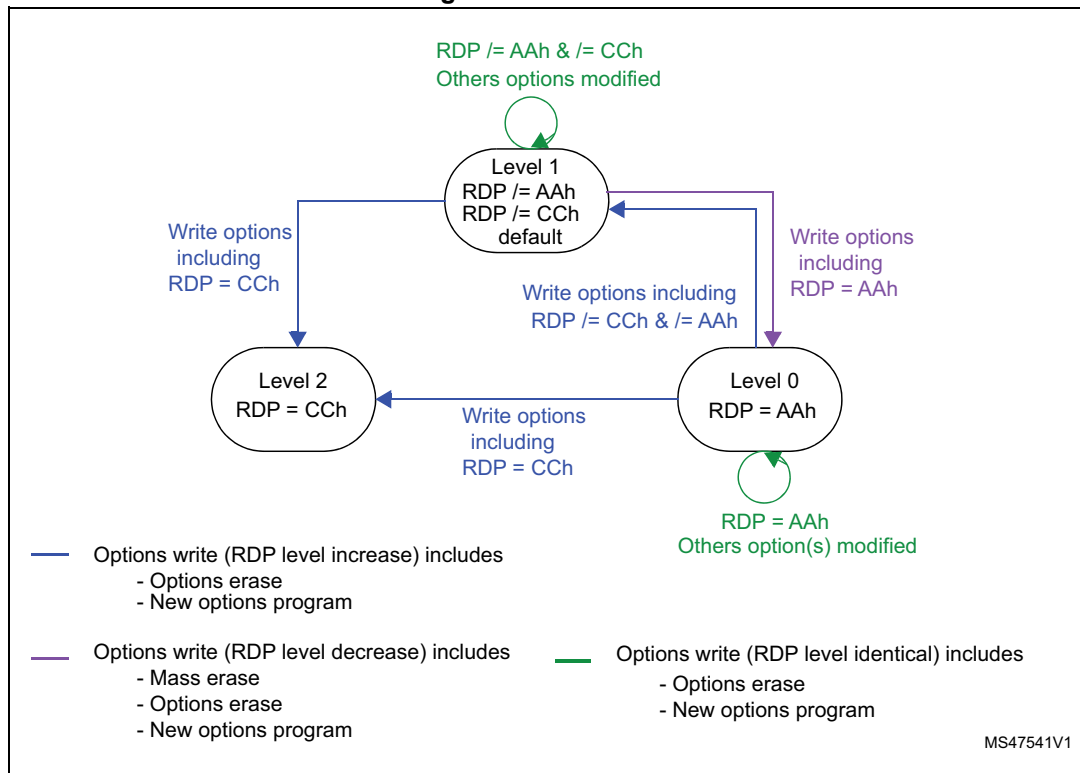 RDP /= AAh & /= CCh
Others options modified
Level 1
RDP /= AAh
RDP /= CCh
default
Write options
including
RDP = CCh
Write options
including
RDP = AAh
Write options including
RDP /= CCh & /= AAh
Level 2
RDP = CCh
Level 0
RDP = AAh
Write options
including
RDP = CCh
RDP = AAh
Others option(s) modified
Options write (RDP level increase) includes
- Options erase
- New options program
Options write (RDP level decrease) includes
- Mass erase
- Options erase
- New options program
Options write (RDP level identical) includes
- Options erase
- New options program
MS47541V1